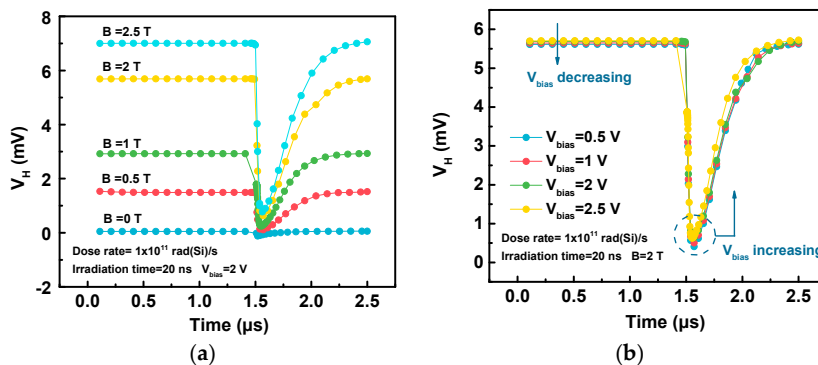 8
6
4
2
0
-2
V_H (mV)
B =2.5 T
B =2 T
B =1 T
B =0.5 T
B=0 T
Dose rate= 1x10¹¹ rad(Si)/s
Irradiation time=20 ns V_bias=2 V
0.0 0.5 1.0 1.5 2.0 2.5
Time (µs)
(a)
6
5
4
3
2
1
0
V_H (mV)
V_bias decreasing
V_bias=0.5 V
V_bias=1 V
V_bias=2 V
V_bias=2.5 V
Dose rate= 1x10¹¹ rad(Si)/s
V_bias increasing
Irradiation time=20 ns B=2 T
0.0 0.5 1.0 1.5 2.0 2.5
Time (µs)
(b)